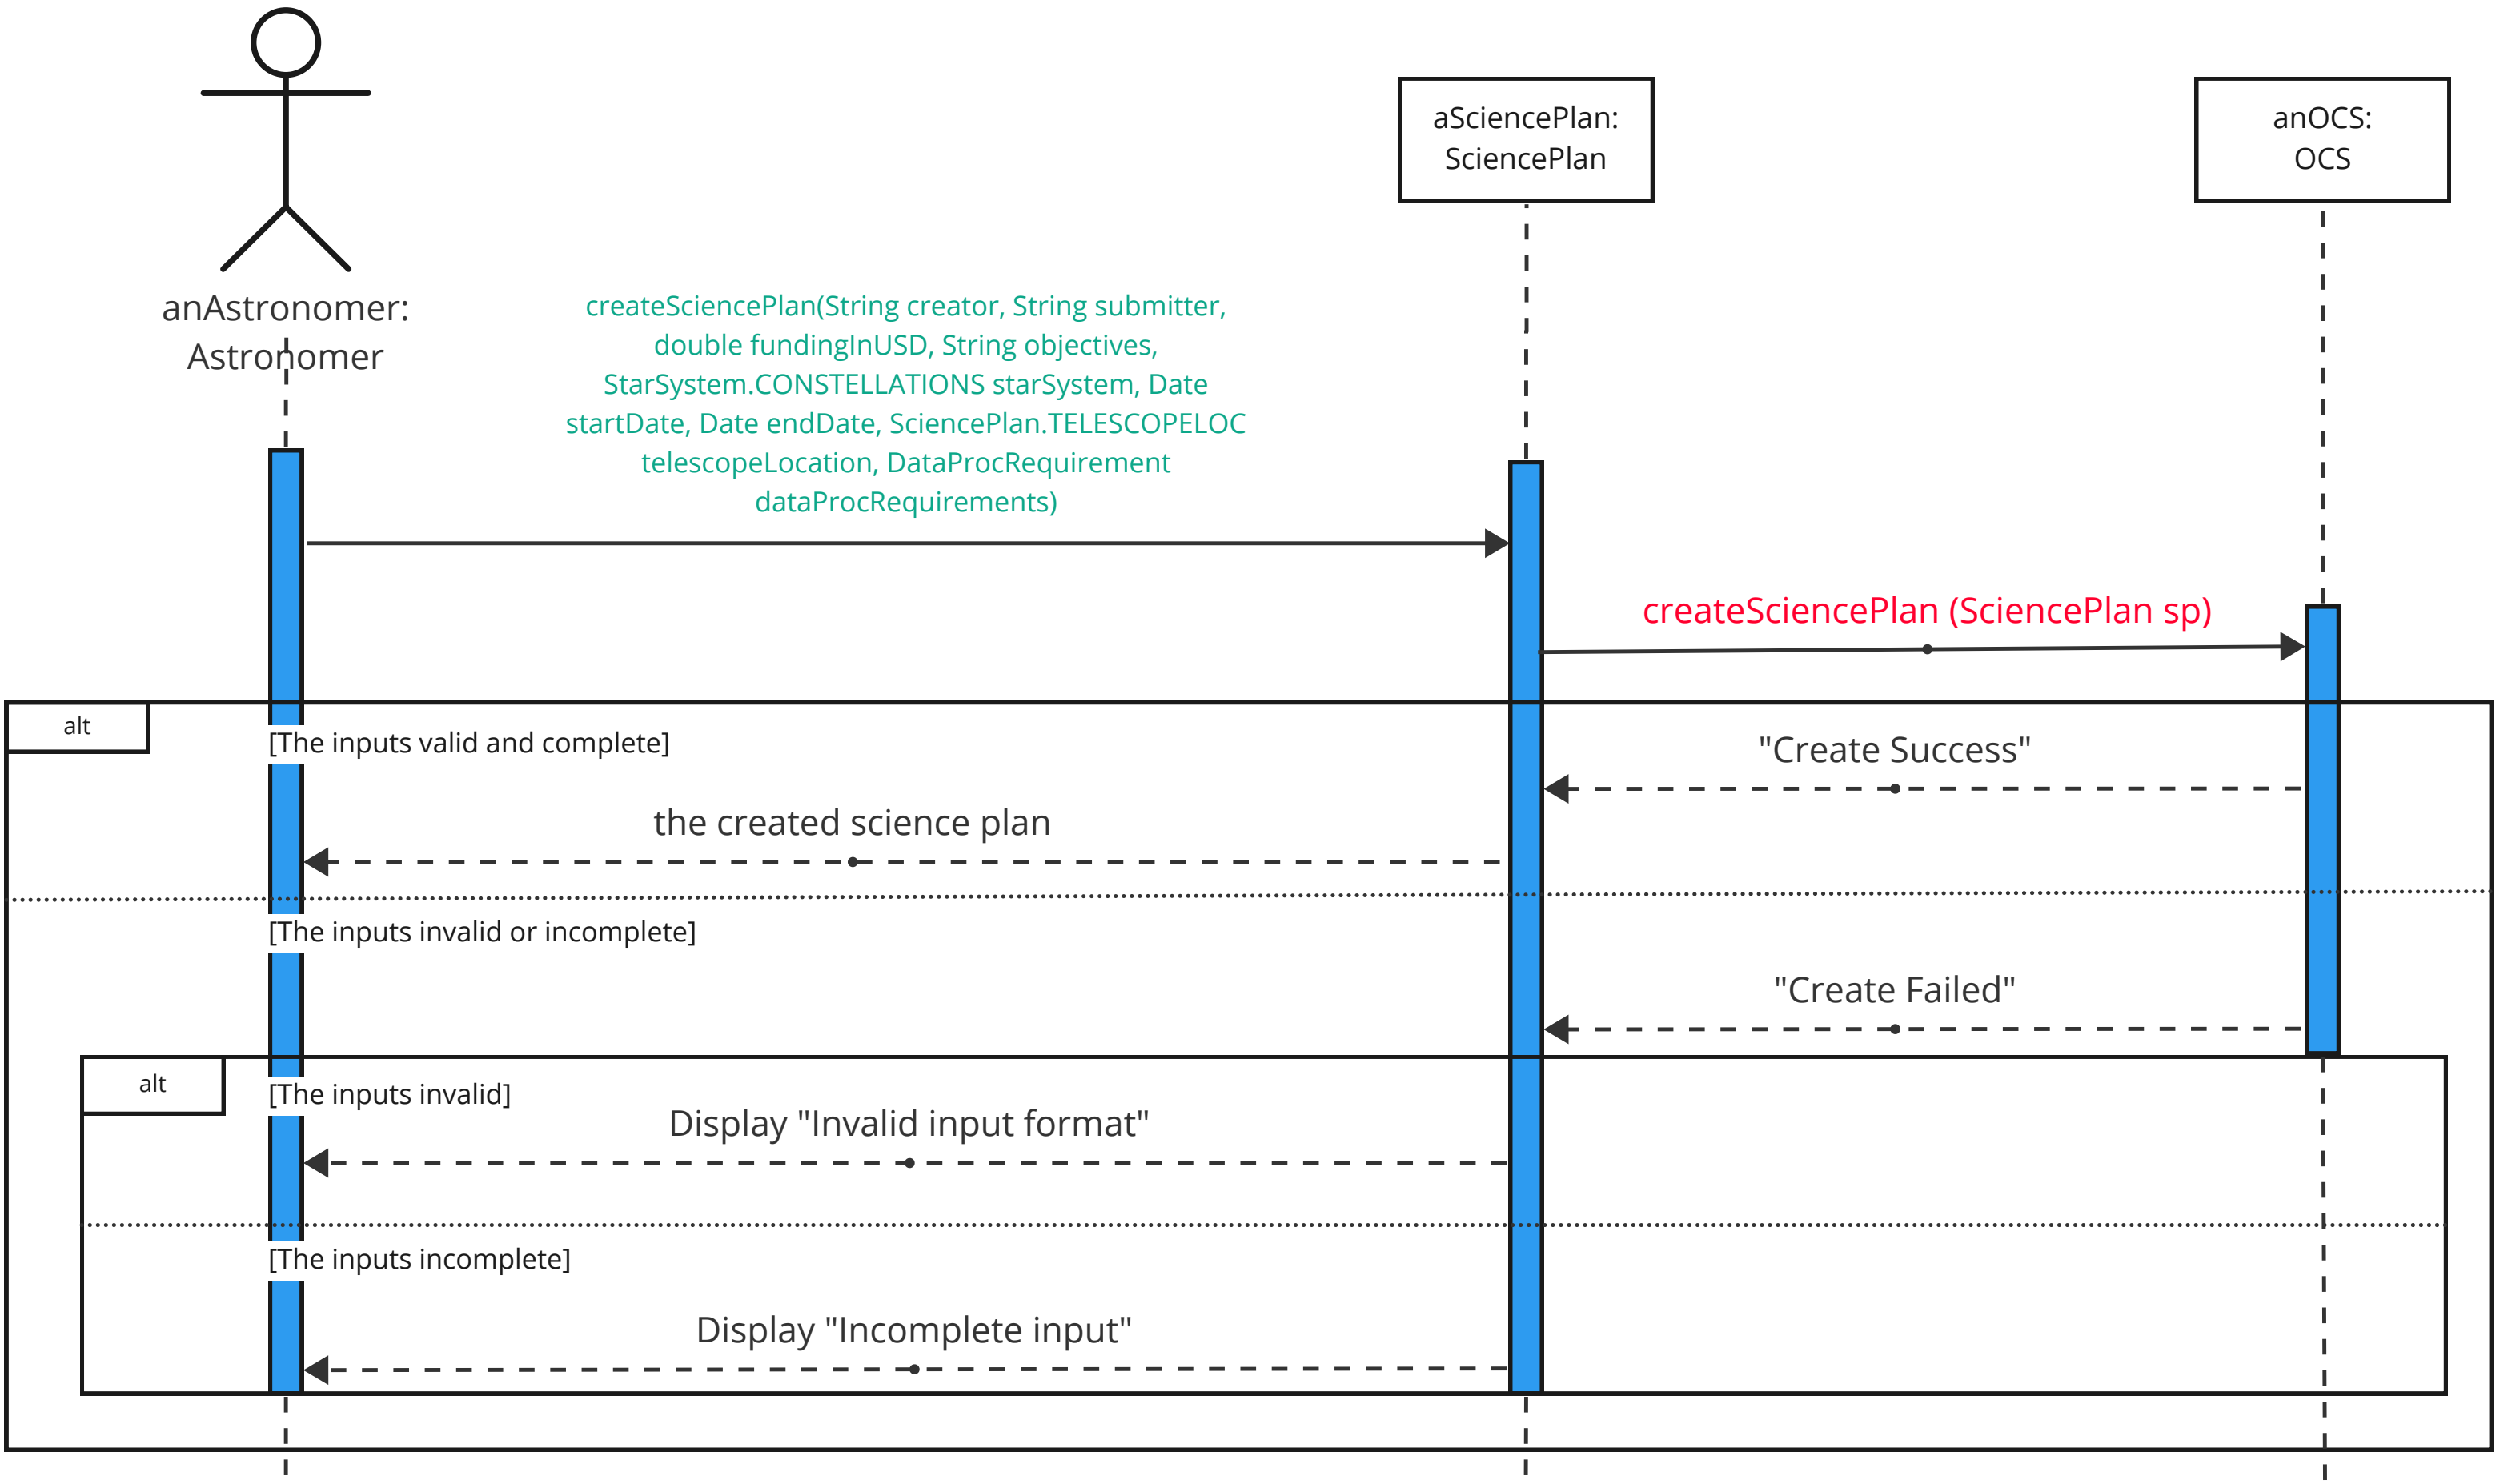 aSciencePlan:
SciencePlan
anOCS:
OCS
anAstronomer:
Astronomer
createSciencePlan(String creator, String submitter,
double fundingInUSD, String objectives,
StarSystem.CONSTELLATIONS starSystem, Date
startDate, Date endDate, SciencePlan.TELESCOPELOC
telescopeLocation, DataProcRequirement
dataProcRequirements)
createSciencePlan (SciencePlan sp)
alt
[The inputs valid and complete]
"Create Success"
the created science plan
[The inputs invalid or incomplete]
"Create Failed"
alt
[The inputs invalid]
Display "Invalid input format"
[The inputs incomplete]
Display "Incomplete input"